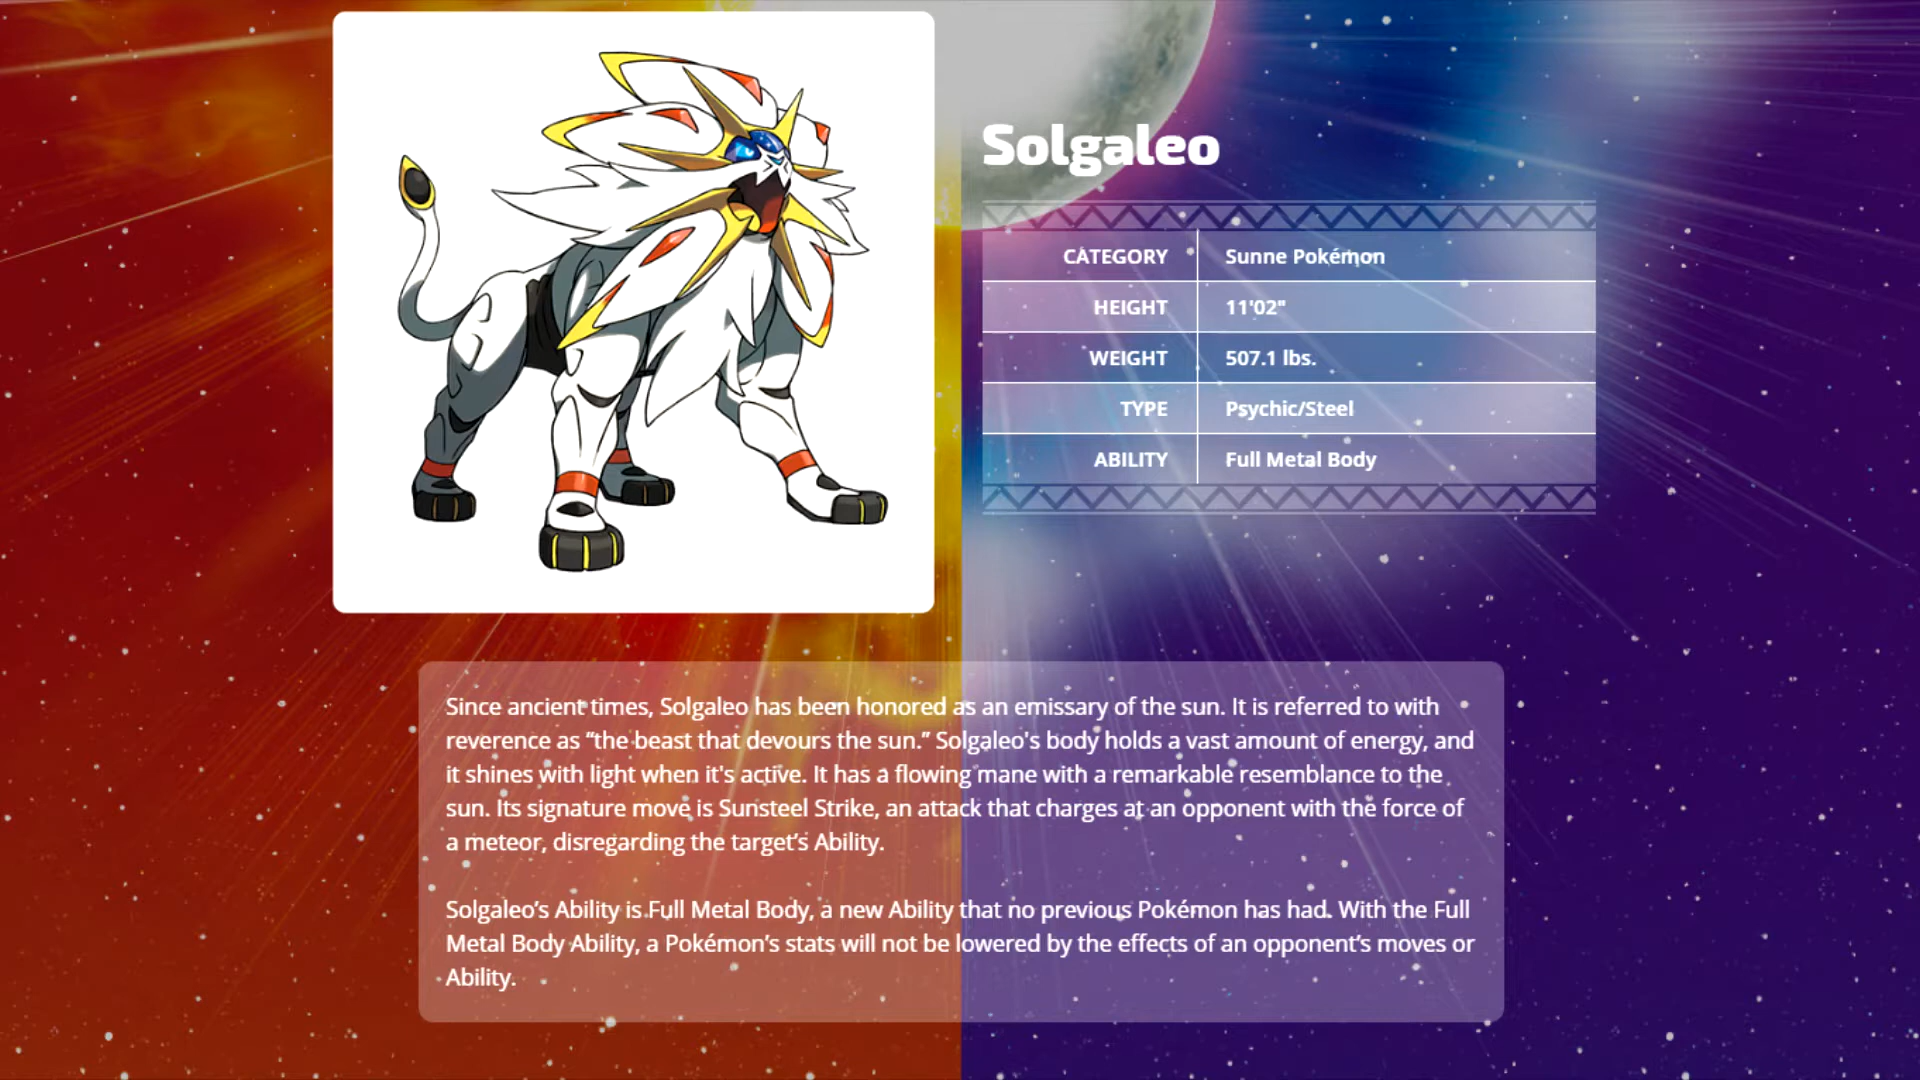 Solgaleo
CATEGORY Sunne Pokémon
HEIGHT 11'02"
WEIGHT 507.1 lbs.
TYPE Psychic/Steel
ABILITY Full Metal Body
Since ancient times, Solgaleo has been honored as an emissary of the sun. It is referred to with
reverence as “the beast that devours the sun.” Solgaleo's body holds a vast amount of energy, and
it shines with light when it's active. It has a flowing mane with a remarkable resemblance to the
sun. Its signature move is Sunsteel Strike, an attack that charges at an opponent with the force of
a meteor, disregarding the target’s Ability.
Solgaleo’s Ability is Full Metal Body, a new Ability that no previous Pokémon has had. With the Full
Metal Body Ability, a Pokémon’s stats will not be lowered by the effects of an opponent’s moves or
Ability.